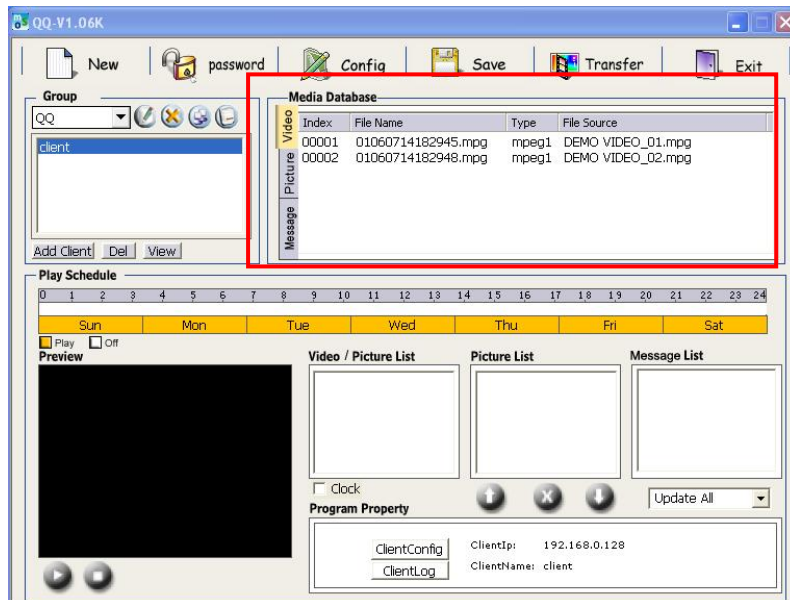 QQ-V1.06K
New password Config Save Transfer Exit
Group
QQ
client
Add Client Del View
Media Database
Video
Picture
Message
Index File Name Type File Source
00001 01060714182945.mpg mpeg1 DEMO VIDEO_01.mpg
00002 01060714182948.mpg mpeg1 DEMO VIDEO_02.mpg
Play Schedule
0 1 2 3 4 5 6 7 8 9 10 11 12 13 14 15 16 17 18 19 20 21 22 23 24
Sun Mon Tue Wed Thu Fri Sat
Play Off
Preview
Video / Picture List
Picture List
Message List
Clock
Update All
Program Property
ClientConfig ClientIp: 192.168.0.128
ClientLog ClientName: client